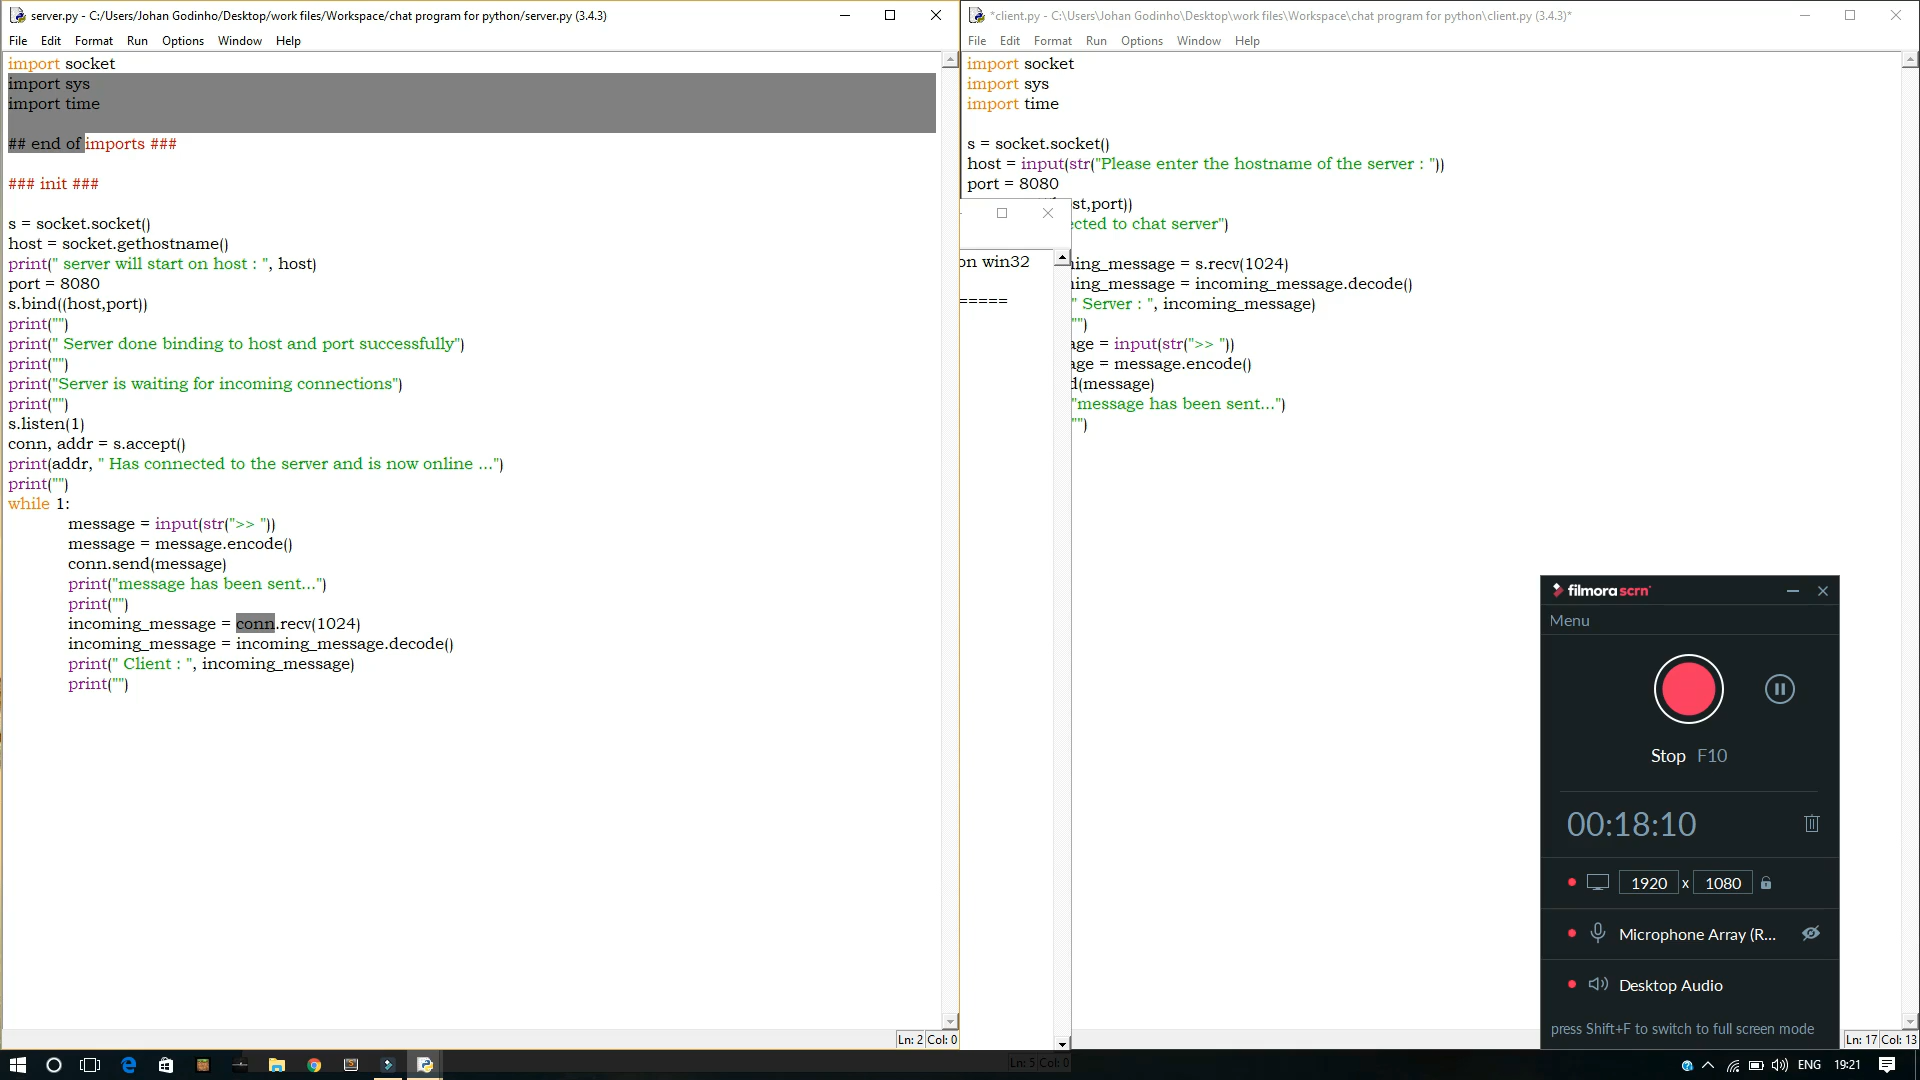 server.py - C:/Users/Johan Godinho/Desktop/work files/Workspace/chat program for python/server.py (3.4.3)
File Edit Format Run Options Window Help
import socket
import sys
import time
## end of imports ###
### init ###
s = socket.socket()
host = socket.gethostname()
print(" server will start on host : ", host)
port = 8080
s.bind((host,port))
print("")
print(" Server done binding to host and port successfully")
print("")
print("Server is waiting for incoming connections")
print("")
s.listen(1)
conn, addr = s.accept()
print(addr, " Has connected to the server and is now online ...")
print("")
while 1:
message = input(str(">> "))
message = message.encode()
conn.send(message)
print("message has been sent...")
print("")
incoming_message = conn.recv(1024)
incoming_message = incoming_message.decode()
print(" Client : ", incoming_message)
print("")
Ln: 2 Col: 0
on win32
=====
Ln: 5 Col: 0
*client.py - C:\Users\Johan Godinho\Desktop\work files\Workspace\chat program for python\client.py (3.4.3)*
File Edit Format Run Options Window Help
import socket
import sys
import time
s = socket.socket()
host = input(str("Please enter the hostname of the server : "))
port = 8080
st,port))
ected to chat server")
ning_message = s.recv(1024)
ning_message = incoming_message.decode()
" Server : ", incoming_message)
"")
age = input(str(">> "))
age = message.encode()
d(message)
"message has been sent...")
"")
Ln: 17 Col: 13
filmora scrn
Menu
Stop F10
00:18:10
1920 x 1080
Microphone Array (R...
Desktop Audio
press Shift+F to switch to full screen mode
ENG 19:21